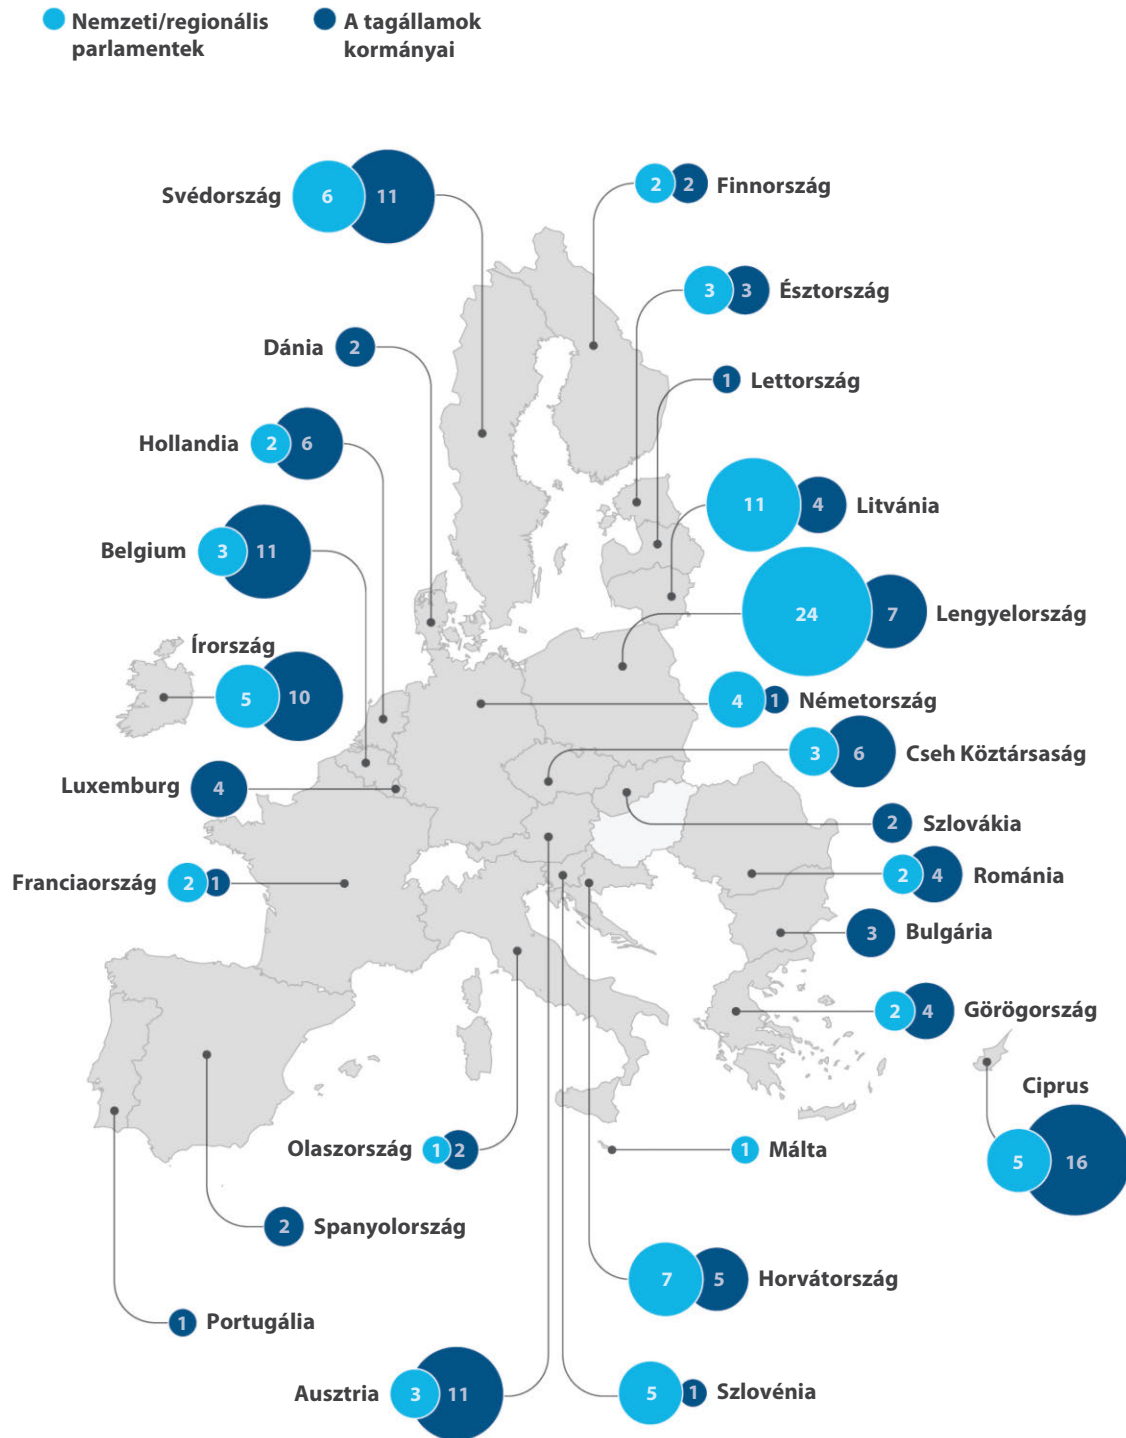 Nemzeti/regionális
parlamentek
A tagállamok
kormányai
Svédország 6 11
2 2 Finnország
3 3 Észtország
Dánia 2
1 Lettország
Hollandia 2 6
11 4 Litvánia
Belgium 3 11
24 7 Lengyelország
Írország
5 10
4 1 Németország
3 6 Cseh Köztársaság
Luxemburg 4
2 Szlovákia
Franciaország 2 1
2 4 Románia
3 Bulgária
2 4 Görögország
Ciprus
5 16
Olaszország 1 2
1 Málta
Spanyolország 2
7 5 Horvátország
1 Portugália
Ausztria 3 11
5 1 Szlovénia